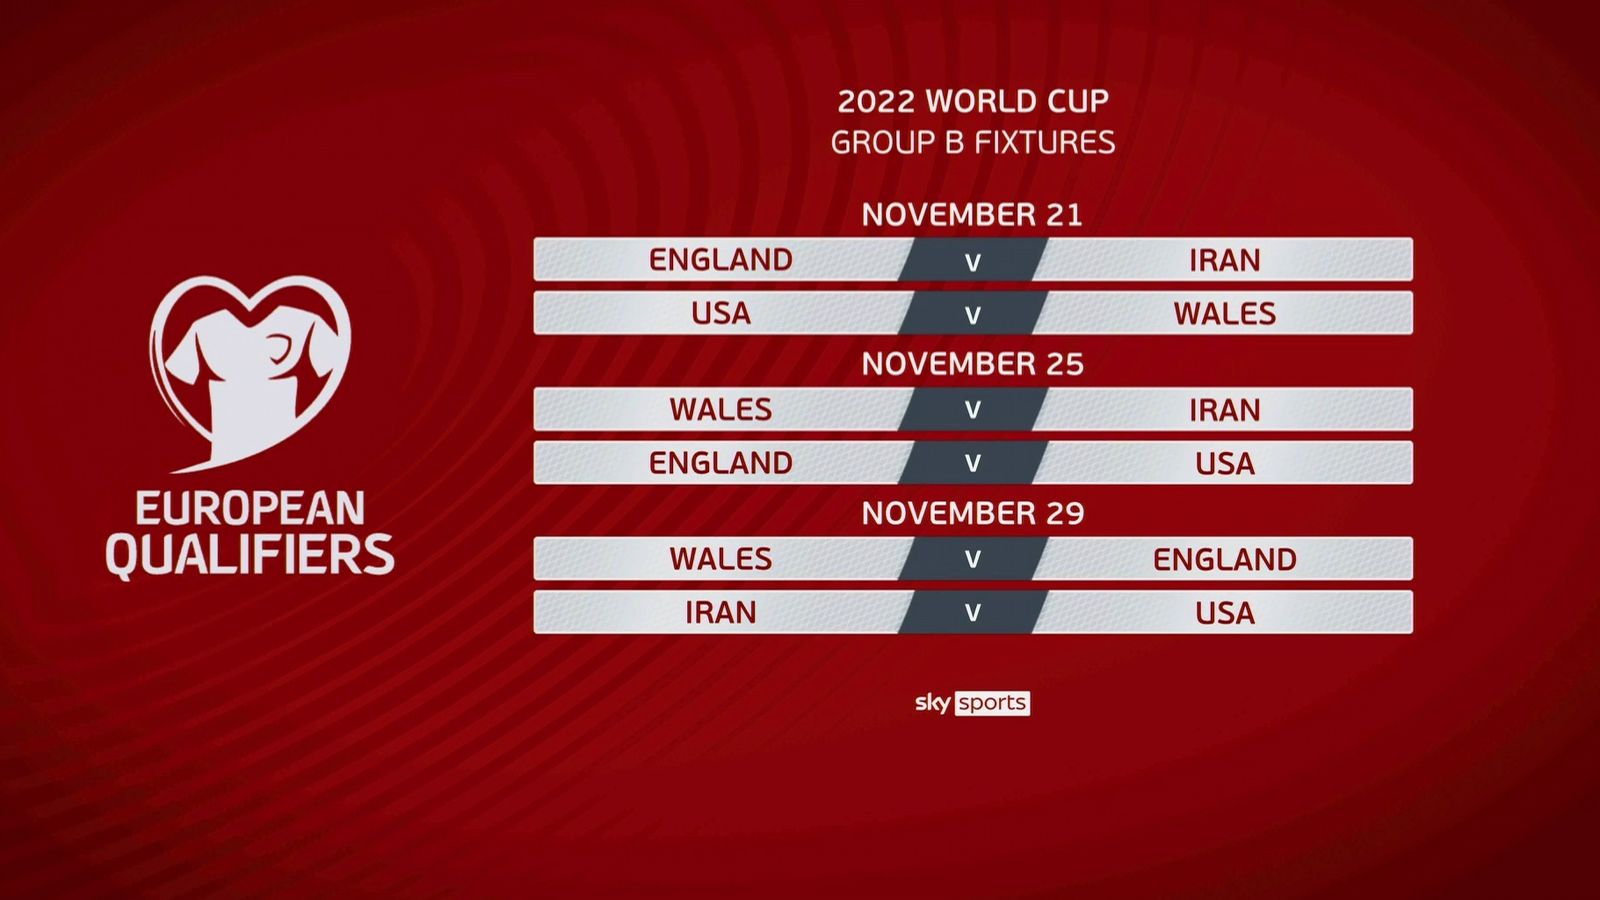 2022 WORLD CUP
GROUP B FIXTURES
NOVEMBER 21
ENGLAND V IRAN
USA V WALES
NOVEMBER 25
WALES V IRAN
ENGLAND V USA
NOVEMBER 29
WALES V ENGLAND
IRAN V USA
EUROPEAN
QUALIFIERS
sky sports